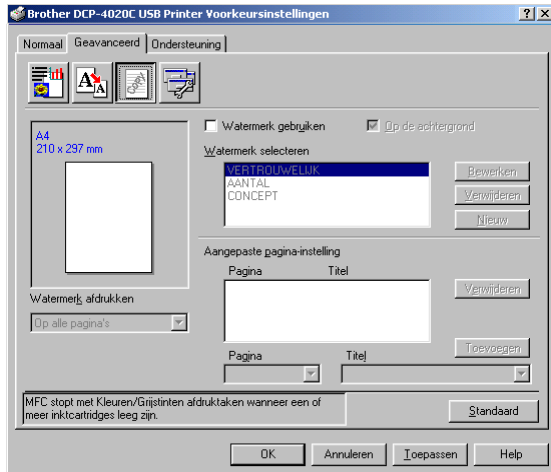 Brother DCP-4020C USB Printer Voorkeursinstellingen
Normaal Geavanceerd Ondersteuning
A4
210 x 297 mm
Watermerk afdrukken
Op alle pagina's
Watermerk gebruiken Op de achtergrond
Watermerk selecteren
VERTROUWELIJK
AANTAL
CONCEPT
Bewerken
Verwijderen
Nieuw
Aangepaste pagina-instelling
Pagina Titel
Verwijderen
Toevoegen
Pagina Titel
MFC stopt met Kleuren/Grijstinten afdruktaken wanneer een of
meer inktcartridges leeg zijn.
Standaard
OK Annuleren Toepassen Help